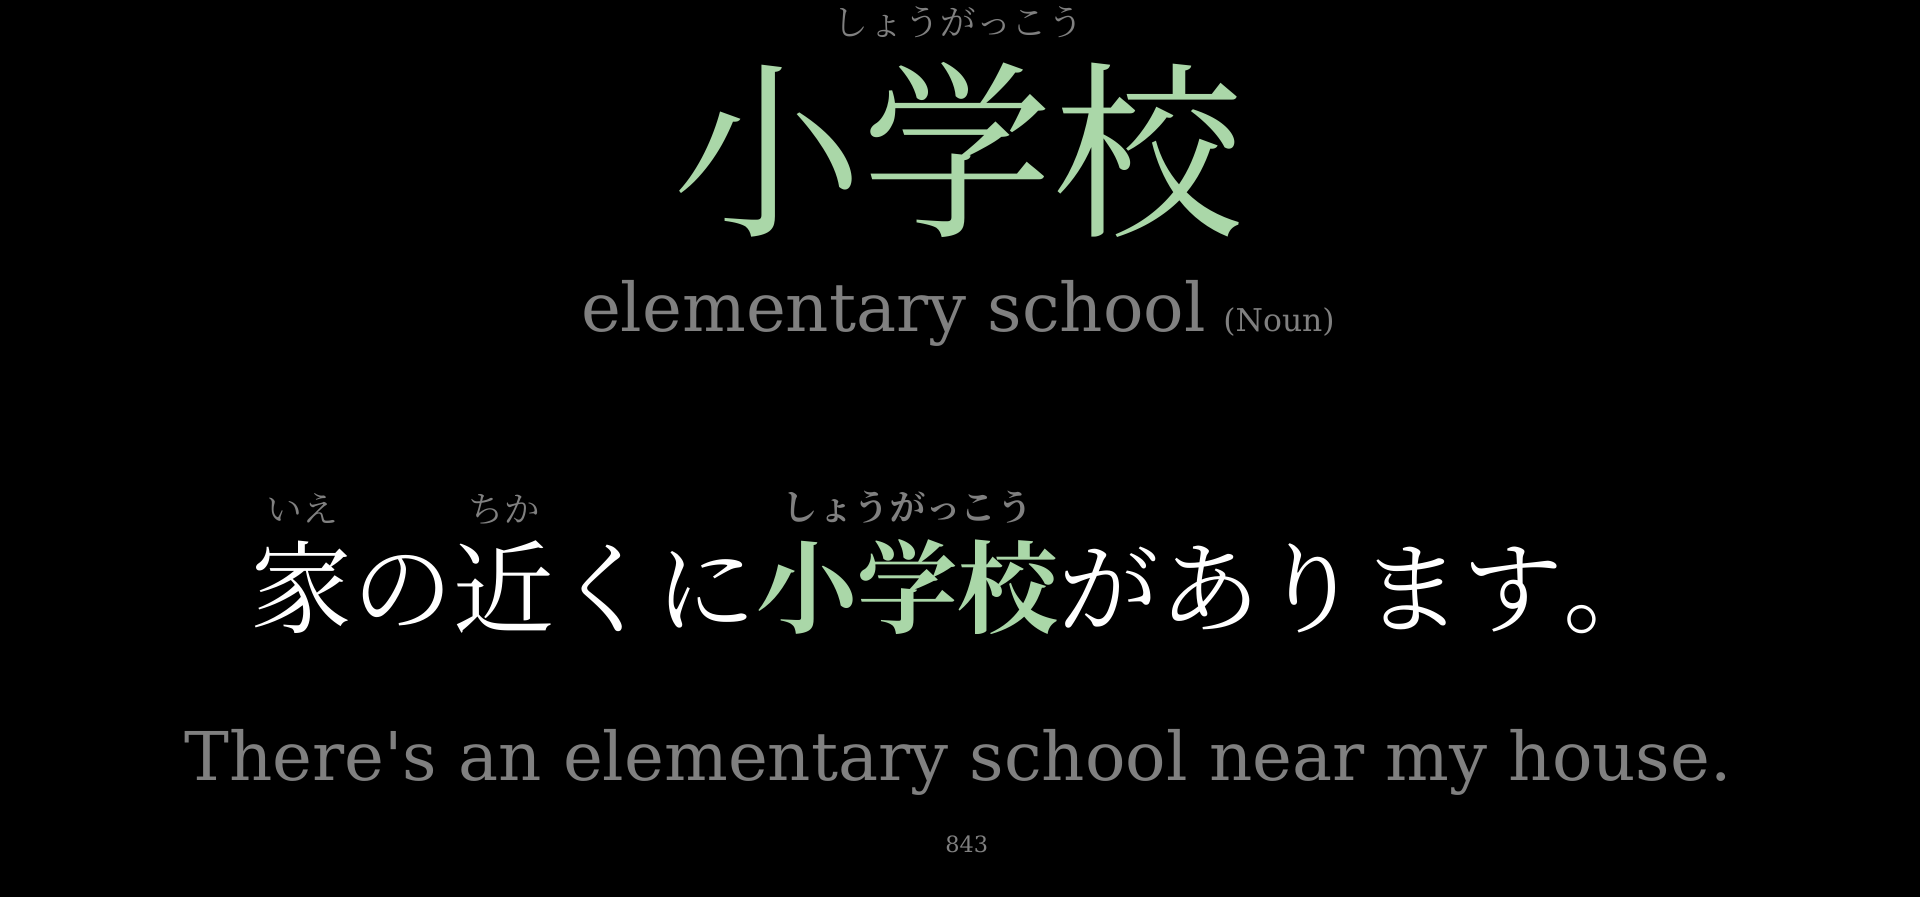 しょうがっこう
小学校
elementary school (Noun)
いえ ちか しょうがっこう
家の近くに小学校があります。
There's an elementary school near my house.
843